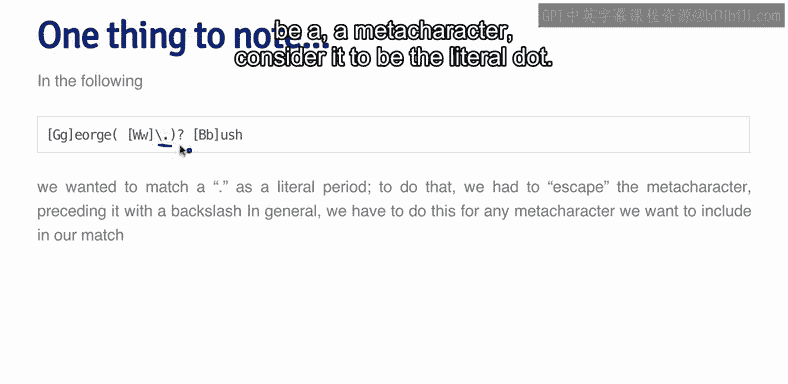 One thing to note...
be a, a metacharacter,
consider it to be the literal dot.
In the following
[Gg]eorge( [Ww]\.)? [Bb]ush
we wanted to match a “.” as a literal period; to do that, we had to “escape” the metacharacter,
preceding it with a backslash In general, we have to do this for any metacharacter we want to include
in our match